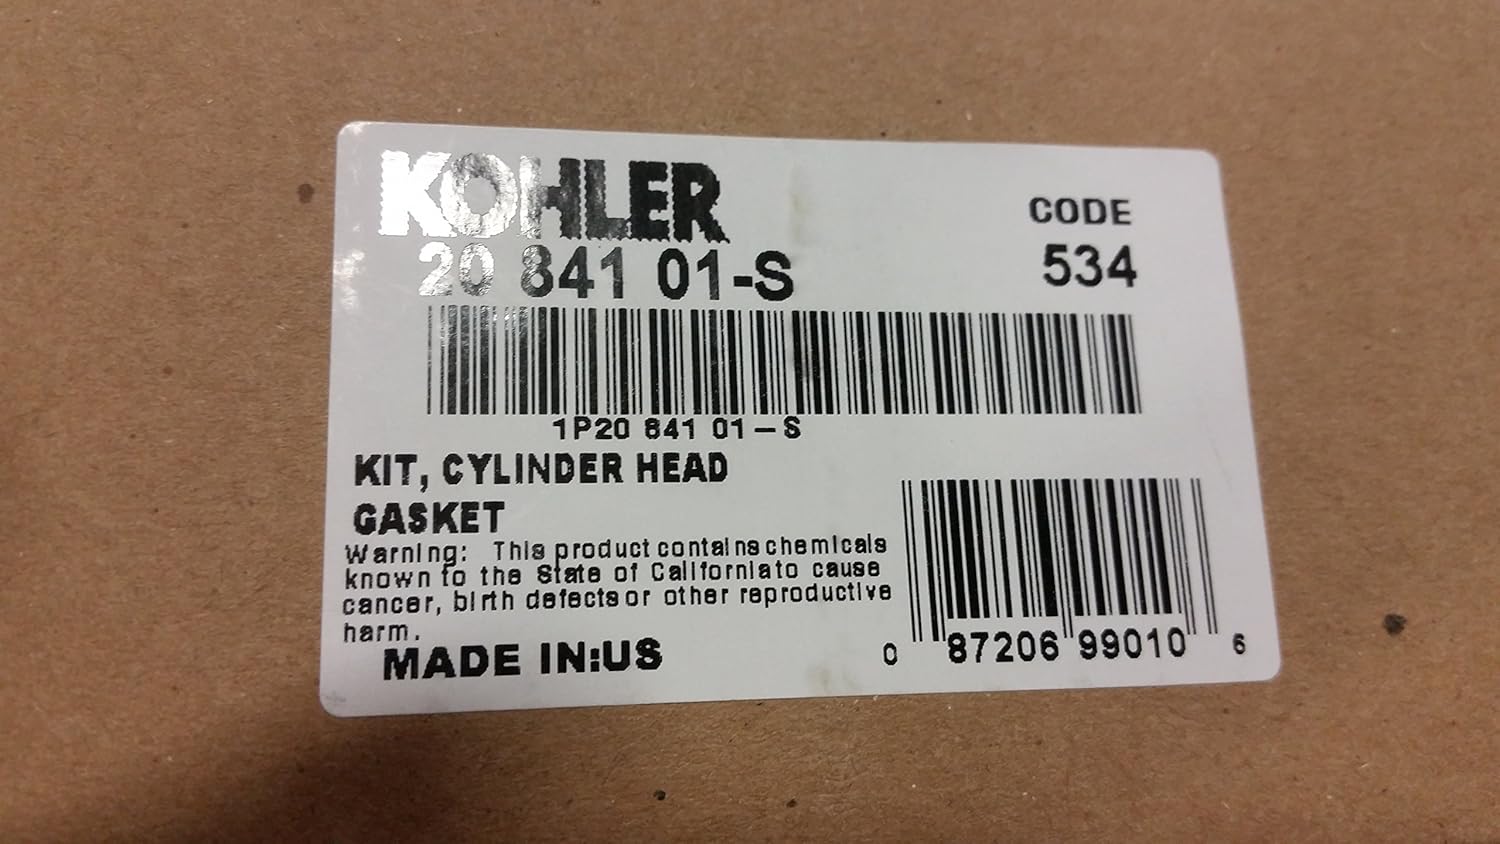 KOHLER
CODE
20 841 01-S
534
1P20 841 01-S
KIT, CYLINDER HEAD
GASKET
Warning: This product contains chemicals
known to the State of California to cause
cancer, birth defects or other reproductive
harm.
MADE IN:US
0 87206 99010 6